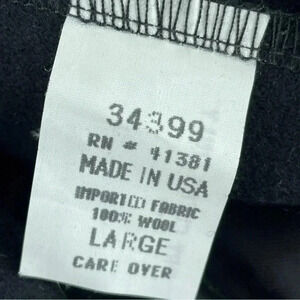 34399
RN # 41381
MADE IN USA
IMPORTED FABRIC
100% WOOL
LARGE
CARE OVER